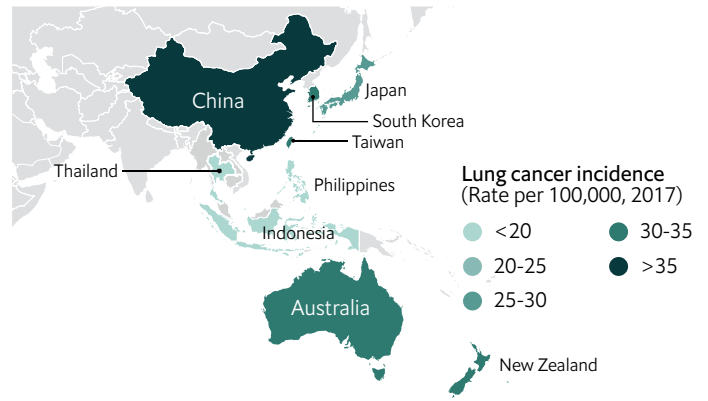 China
Japan
South Korea
Taiwan
Thailand
Philippines
Indonesia
Australia
New Zealand
Lung cancer incidence
(Rate per 100,000, 2017)
<20
20-25
25-30
30-35
>35